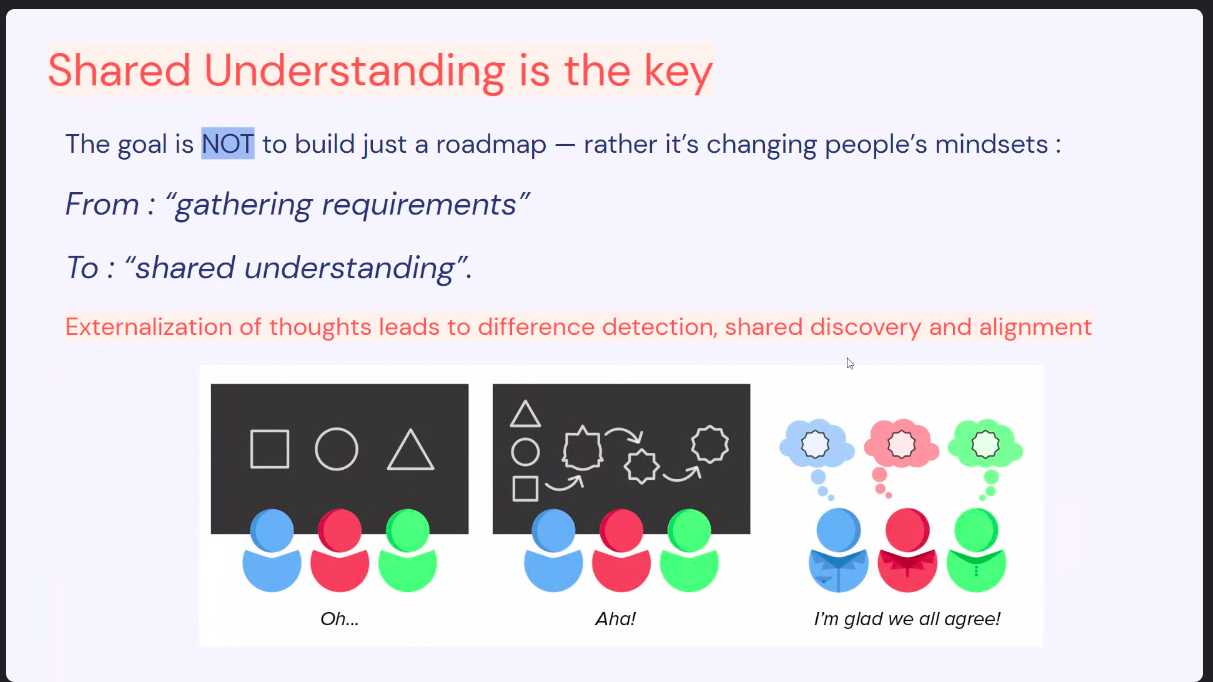 Shared Understanding is the key
The goal is NOT to build just a roadmap — rather it’s changing people’s mindsets :
From : “gathering requirements”
To : “shared understanding”.
Externalization of thoughts leads to difference detection, shared discovery and alignment
Oh...
Aha!
I’m glad we all agree!